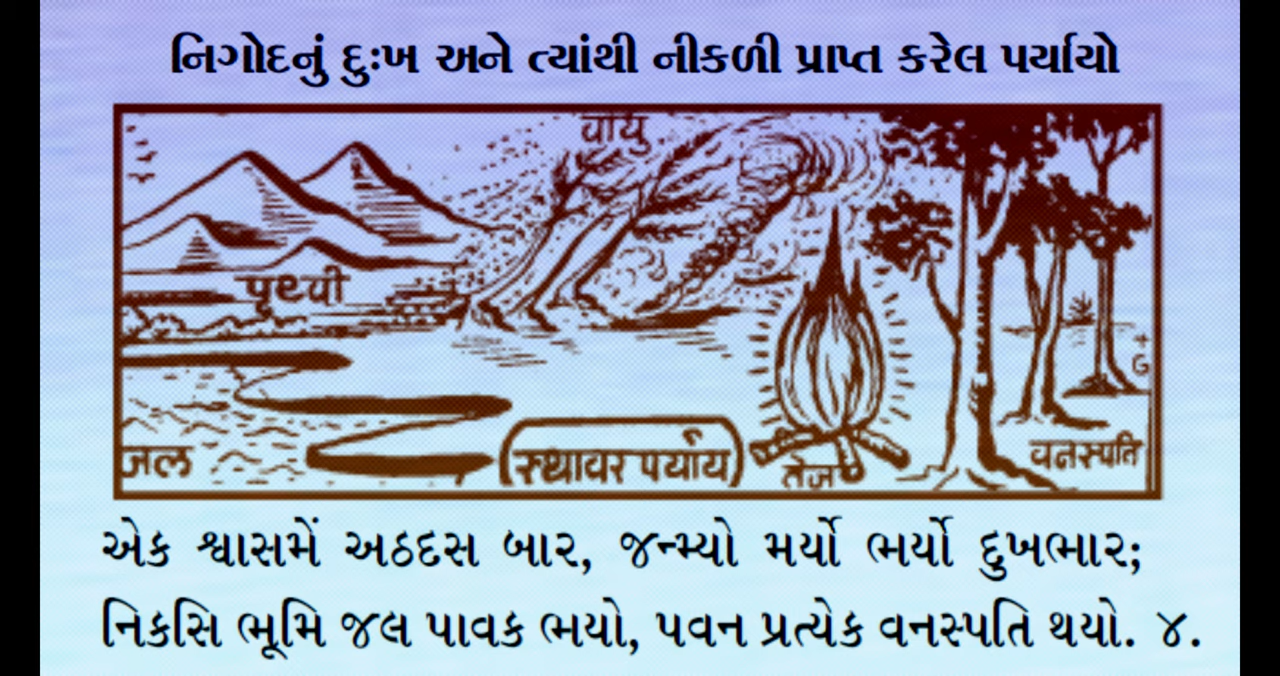 નિગોદનું દુઃખ અને ત્યાંથી નીકળી પ્રાપ્ત કરેલ પર્યાયો
वायु
पृथ्वी
जल
स्थावर पर्याय
तेज
वनस्पति
એક શ્વાસમેં અઠદસ બાર, જન્મ્યો મર્યો ભર્યો દુખભાર;
નિકસિ ભૂમિ જલ પાવક ભયો, પવન પ્રત્યેક વનસ્પતિ થયો. ૪.